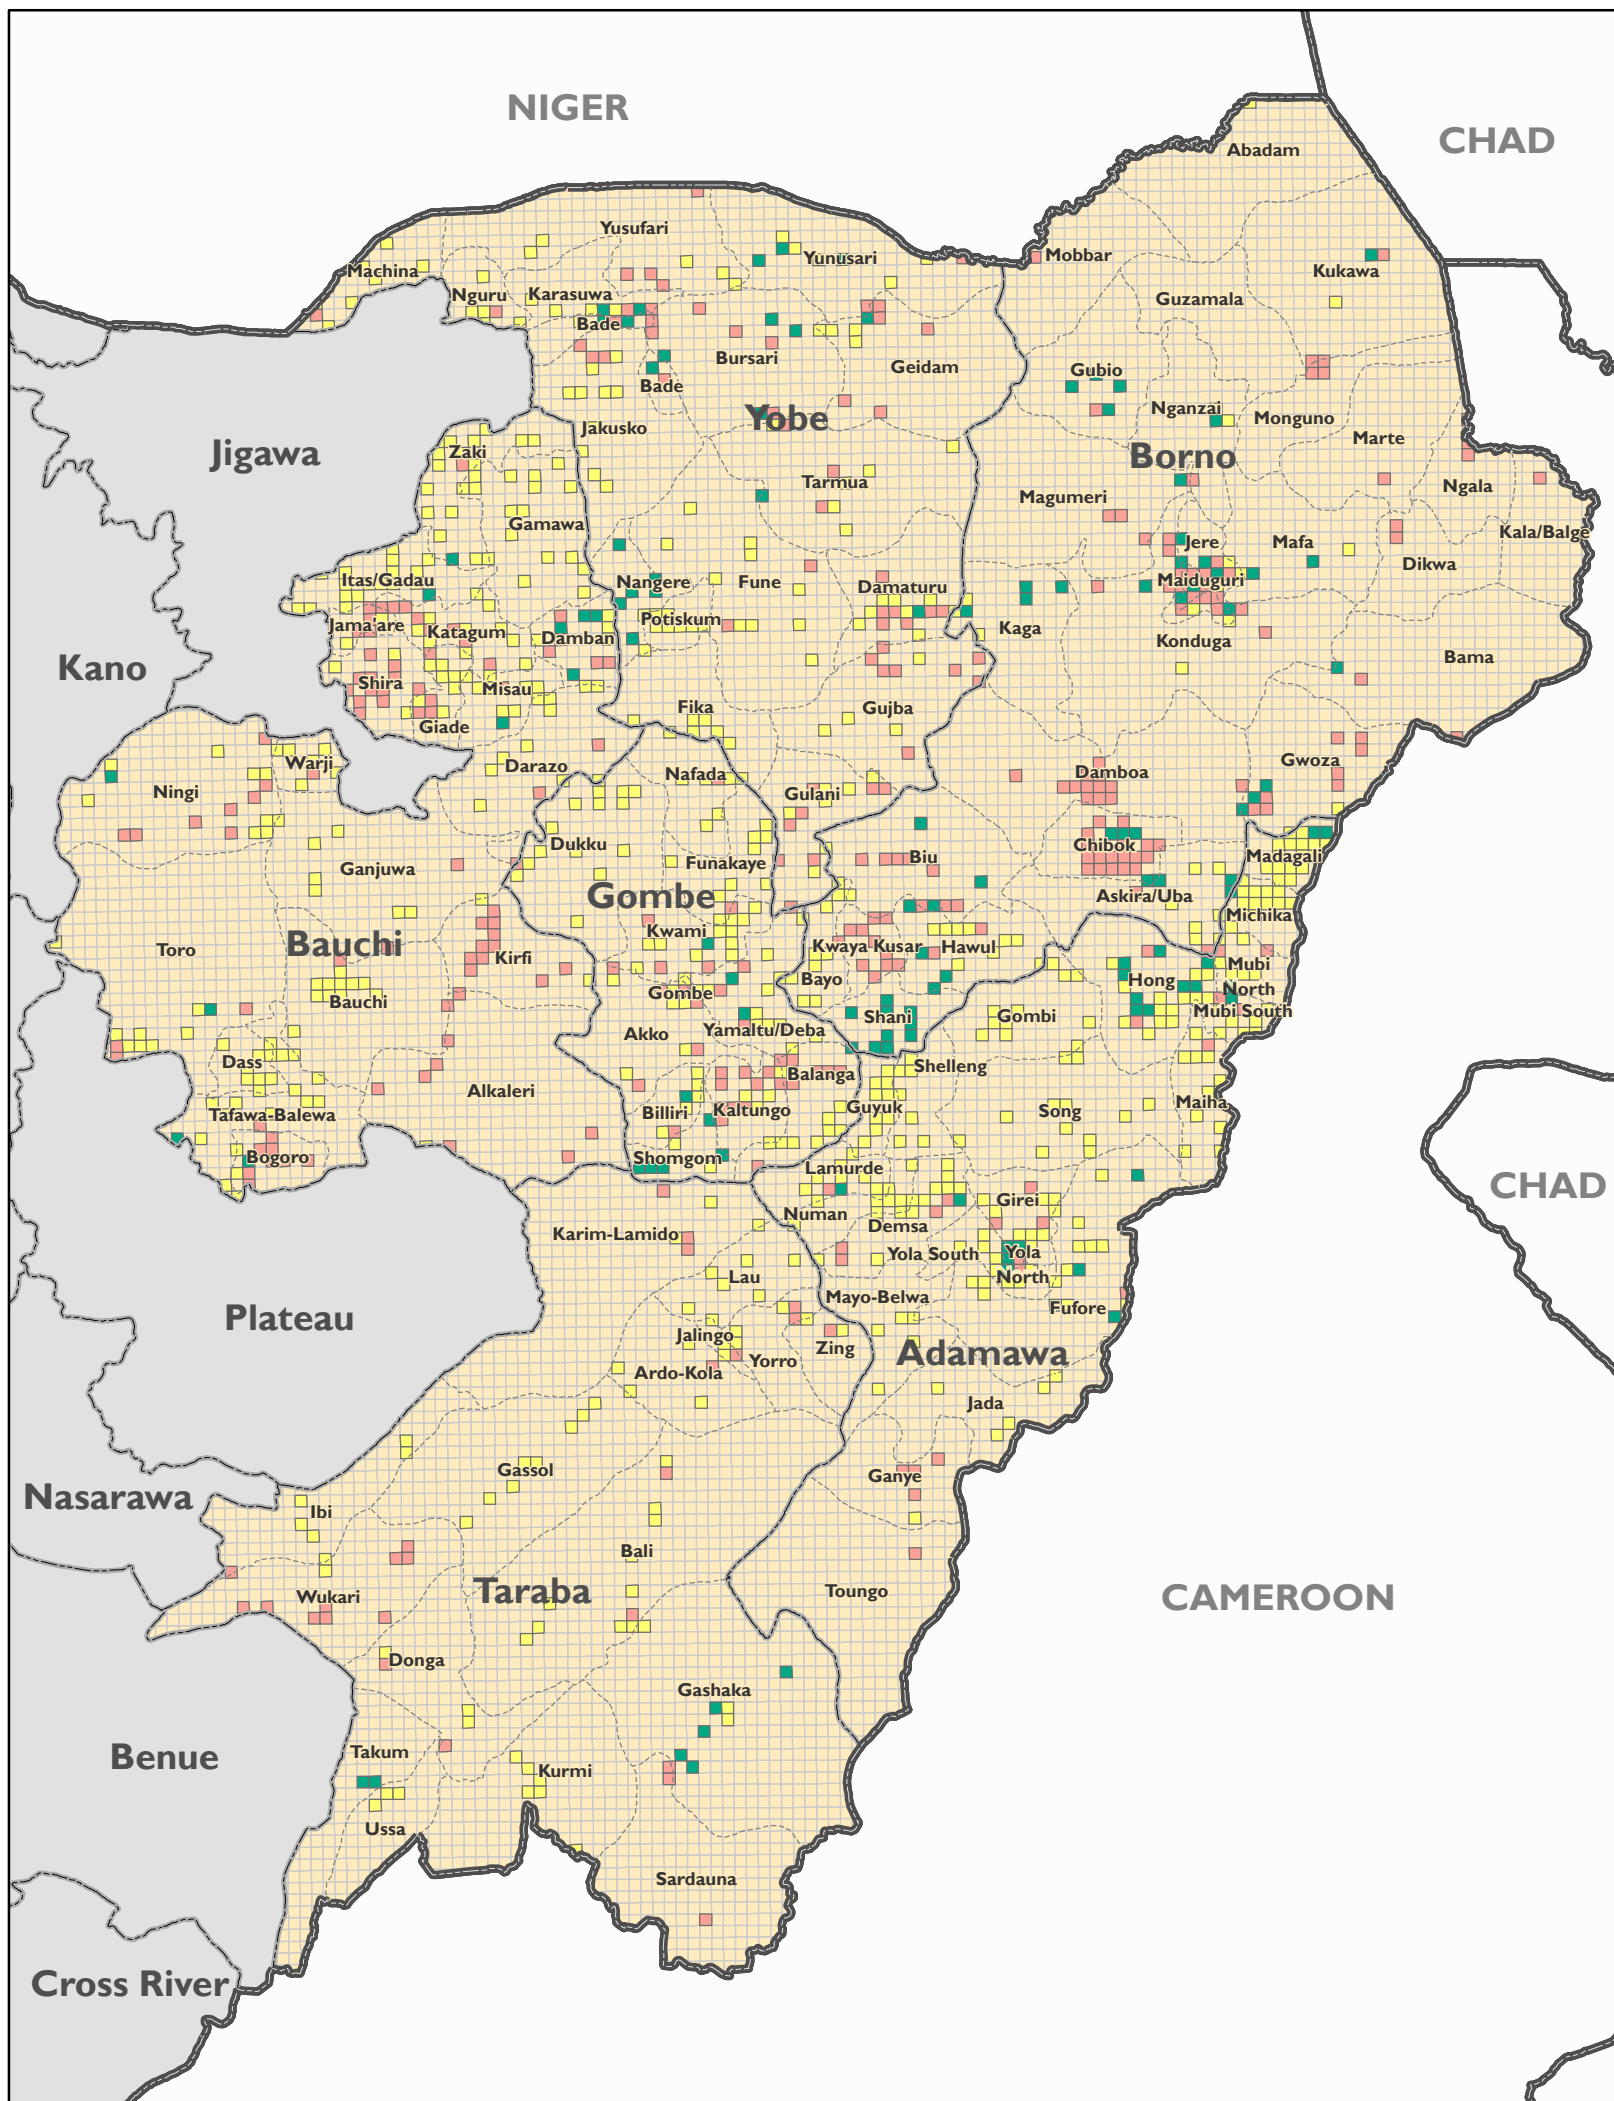 NIGER
CHAD
Abadam
Yusufari
Mobbar
Yunusari
Machina
Kukawa
Nguru
Karasuwa
Guzamala
Bade
Bursari
Geidam
Gubio
Bade
Nganzai
Monguno
Yobe
Jakusko
Marte
Zaki
Jigawa
Borno
Tarmua
Ngala
Magumeri
Gamawa
Kala/Balge
Jere
Mafa
Dikwa
Itas/Gadau
Nangere
Fune
Maiduguri
Damaturu
Potiskum
Jama'are
Katagum
Damban
Kaga
Konduga
Bama
Kano
Shira
Misau
Fika
Gujba
Giade
Gwoza
Warji
Darazo
Nafada
Damboa
Ningi
Gulani
Dukku
Chibok
Madagali
Biu
Funakaye
Ganjuwa
Gombe
Askira/Uba
Michika
Kwami
Bauchi
Toro
Kwaya Kusar
Hawul
Kirfi
Mubi
North
Bayo
Hong
Gombe
Bauchi
Mubi South
Shani
Gombi
Yamaltu/Deba
Akko
Dass
Shelleng
Balanga
Alkaleri
Maiha
Guyuk
Kaltungo
Song
Billiri
Tafawa-Balewa
Bogoro
Shomgom
Lamurde
CHAD
Girei
Numan
Demsa
Karim-Lamido
Yola South
Yola
North
Lau
Mayo-Belwa
Fufore
Plateau
Jalingo
Zing
Adamawa
Yorro
Ardo-Kola
Jada
Gassol
Ganye
Nasarawa
Ibi
Bali
Taraba
Toungo
Wukari
CAMEROON
Donga
Gashaka
Takum
Benue
Kurmi
Ussa
Sardauna
Cross River